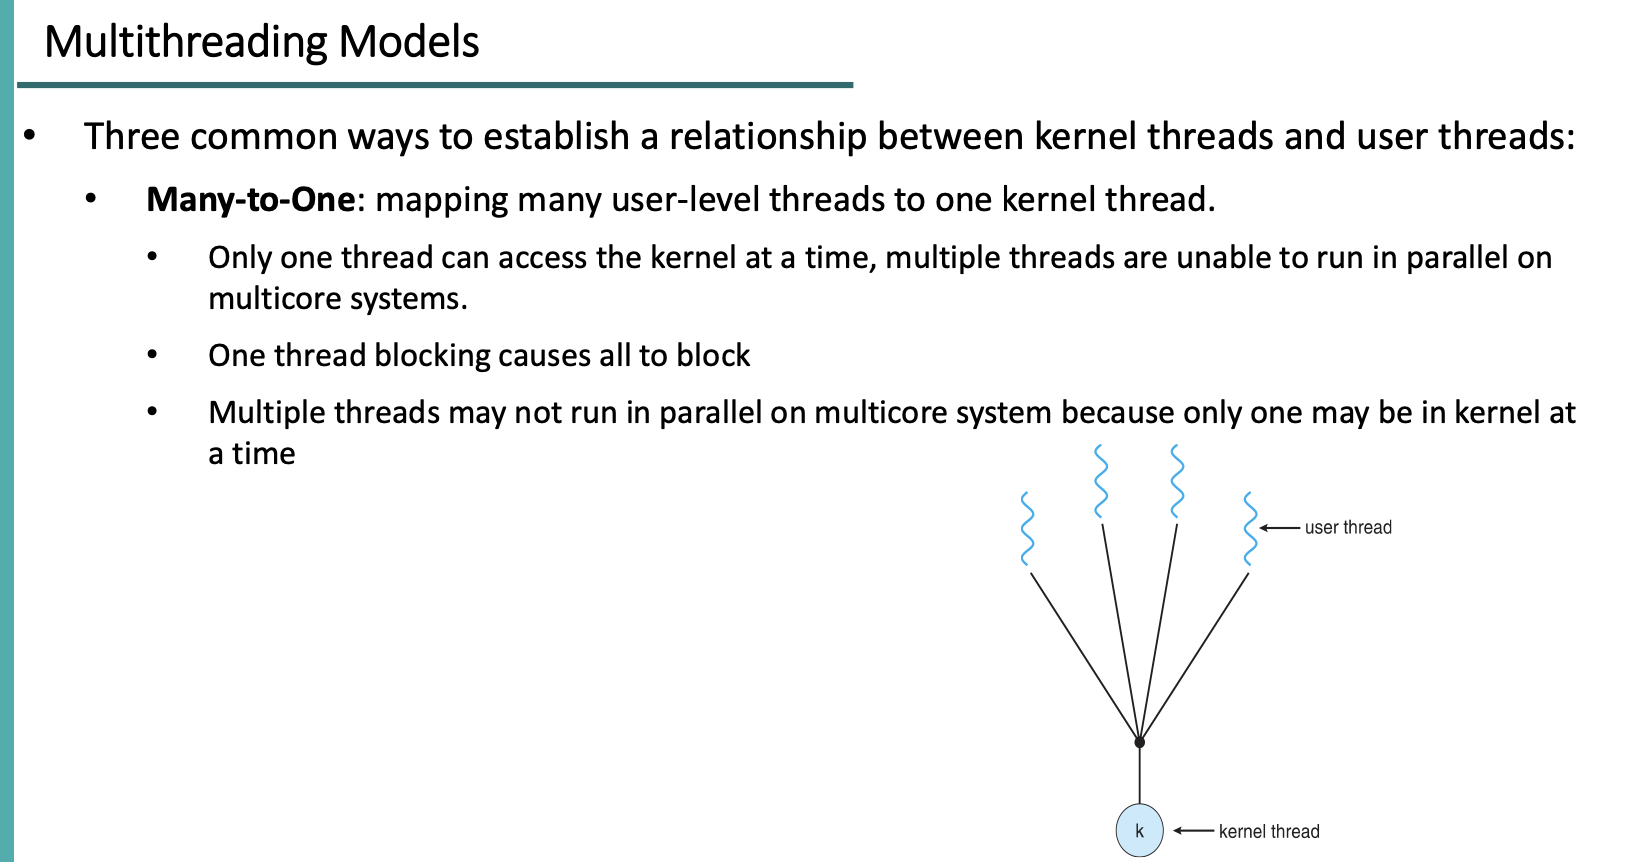 Multithreading Models
• Three common ways to establish a relationship between kernel threads and user threads:
• Many-to-One: mapping many user-level threads to one kernel thread.
• Only one thread can access the kernel at a time, multiple threads are unable to run in parallel on
multicore systems.
• One thread blocking causes all to block
• Multiple threads may not run in parallel on multicore system because only one may be in kernel at
a time
user thread
k
kernel thread